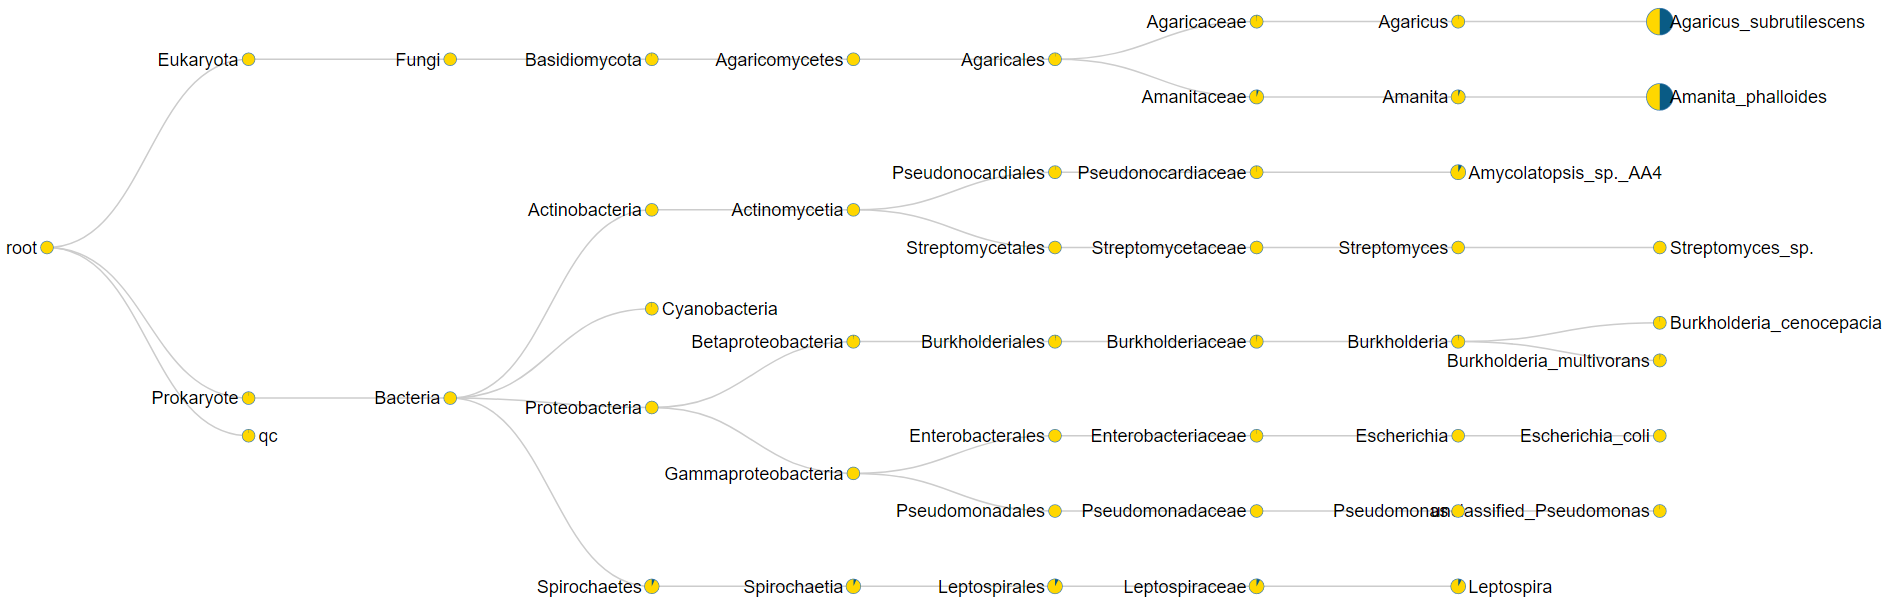 Agaricaceae Agaricus Agaricus_subrutilescens
Eukaryota Fungi Basidiomycota Agaricomycetes Agaricales
Amanitaceae Amanita Amanita_phalloides
Pseudonocardiales Pseudonocardiaceae Amycolatopsis_sp._AA4
Actinobacteria Actinomycetia
root Streptomycetales Streptomycetaceae Streptomyces Streptomyces_sp.
Cyanobacteria
Burkholderia_cenocepacia
Betaproteobacteria Burkholderiales Burkholderiaceae Burkholderia
Burkholderia_multivorans
Prokaryote Bacteria
Proteobacteria
qc Enterobacterales Enterobacteriaceae Escherichia Escherichia_coli
Gammaproteobacteria
Pseudomonadales Pseudomonadaceae Pseudomonas unclassified_Pseudomonas
Spirochaetes Spirochaetia Leptospirales Leptospiraceae Leptospira